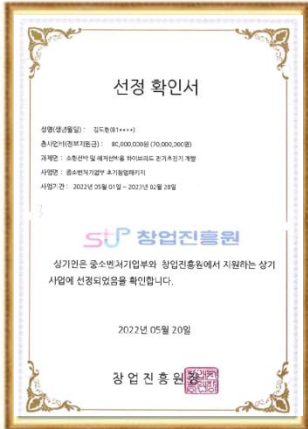 선정 확인서
성명(생년월일) : 김도형(81****)
총사업비(정부지원금) : 80,000,000원 (70,000,000원)
과제명 : 소형선박 및 레저선박용 하이브리드 전기추진기 개발
사업명 : 중소벤처기업부 초기창업패키지
사업기간 : 2022년 05월 01일 ~ 2023년 02월 28일
창업진흥원
상기인은 중소벤처기업부와 창업진흥원에서 지원하는 상기
사업에 선정되었음을 확인합니다.
2022년 05월 20일
창업진흥원장